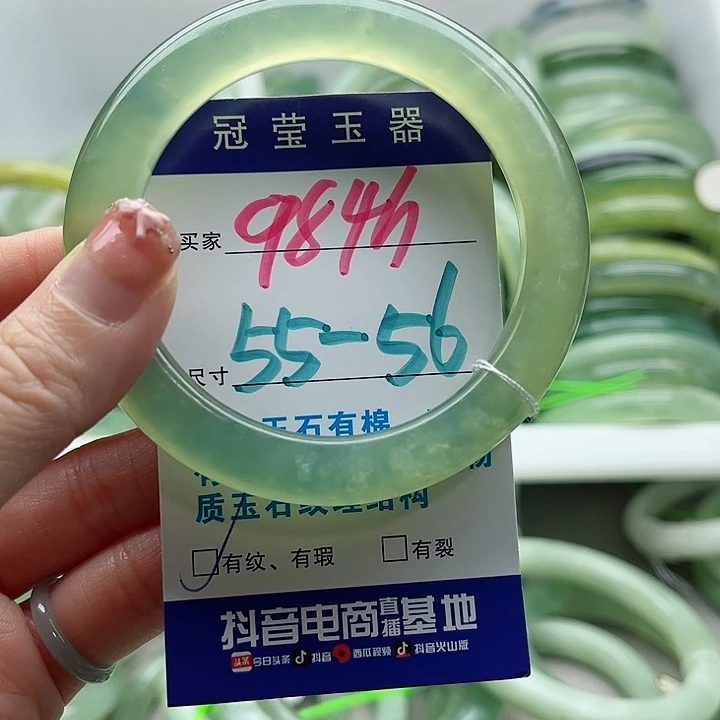 冠莹玉器
买家 984h
尺寸 55-56
玉石有棉
质玉石纹理结构
有纹、有瑕 有裂
抖音电商直播基地
今日头条 抖音 西瓜视频 抖音火山版